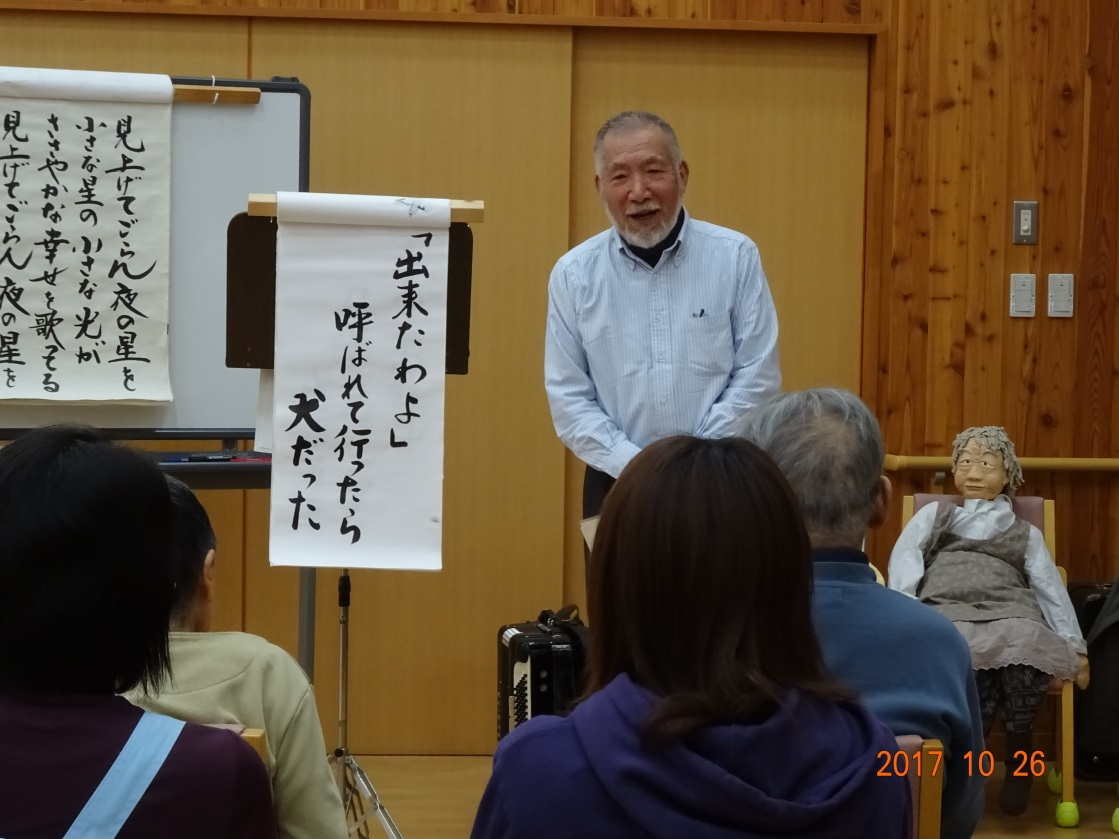 見上げてごらん夜の星を
小さな星の小さな光が
ささやかな幸せを歌ってる
見上げてごらん夜の星を
「出来たわよ」
呼ばれて行ったら
犬だった
2017 10 26